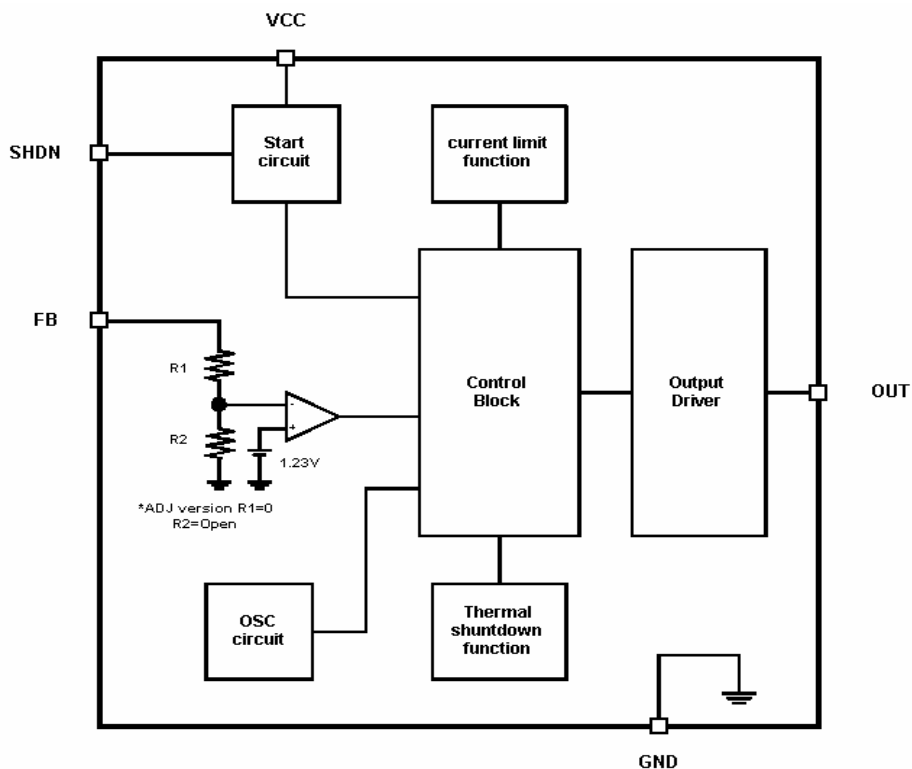 VCC
SHDN
Start
circuit
current limit
function
FB
R1
R2
-
+
1.23V
*ADJ version R1=0
R2=Open
Control
Block
Output
Driver
OUT
OSC
circuit
Thermal
shuntdown
function
GND